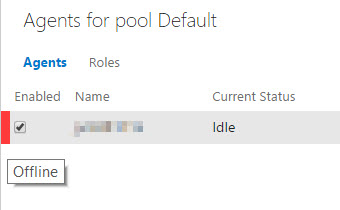 Agents for pool Default
Agents Roles
Enabled Name Current Status
Idle
Offline